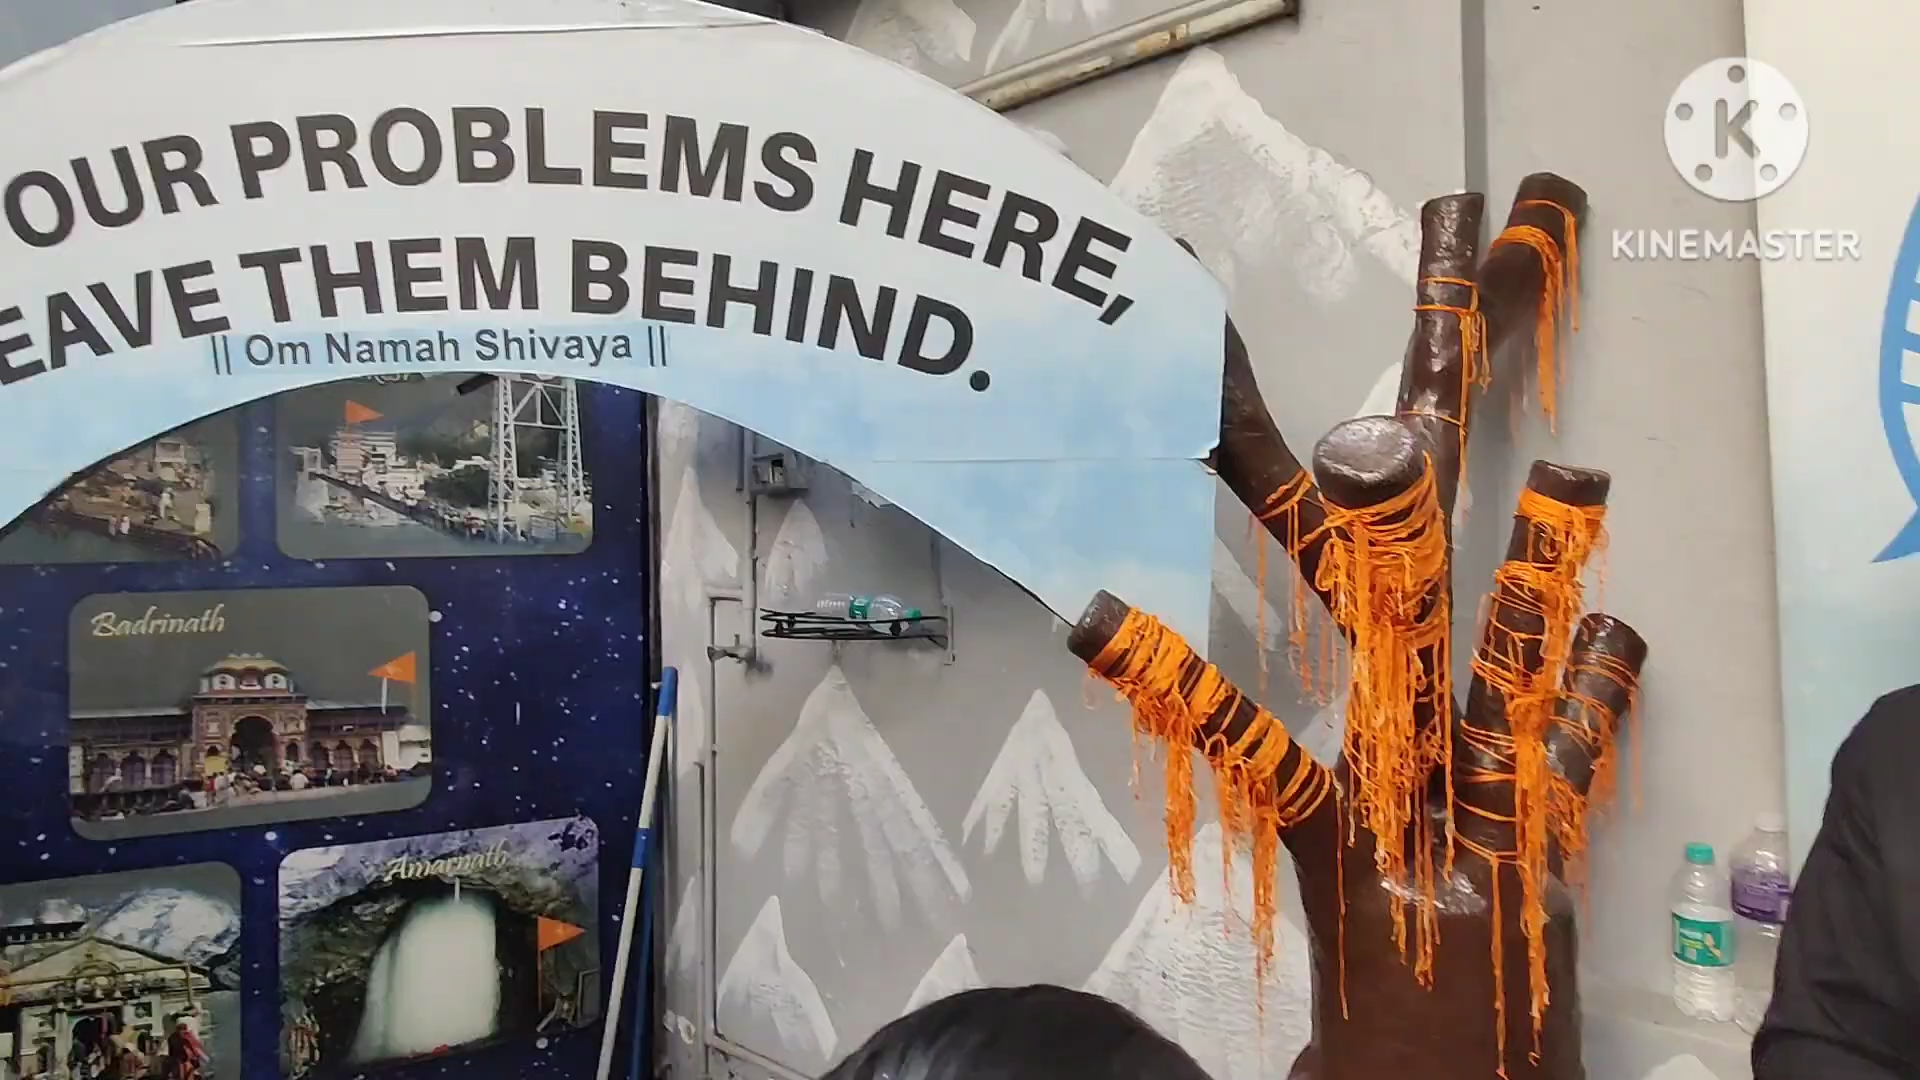 OUR PROBLEMS HERE,
EAVE THEM BEHIND.
|| Om Namah Shivaya ||
Badrinath
Amarnath
K
KINEMASTER